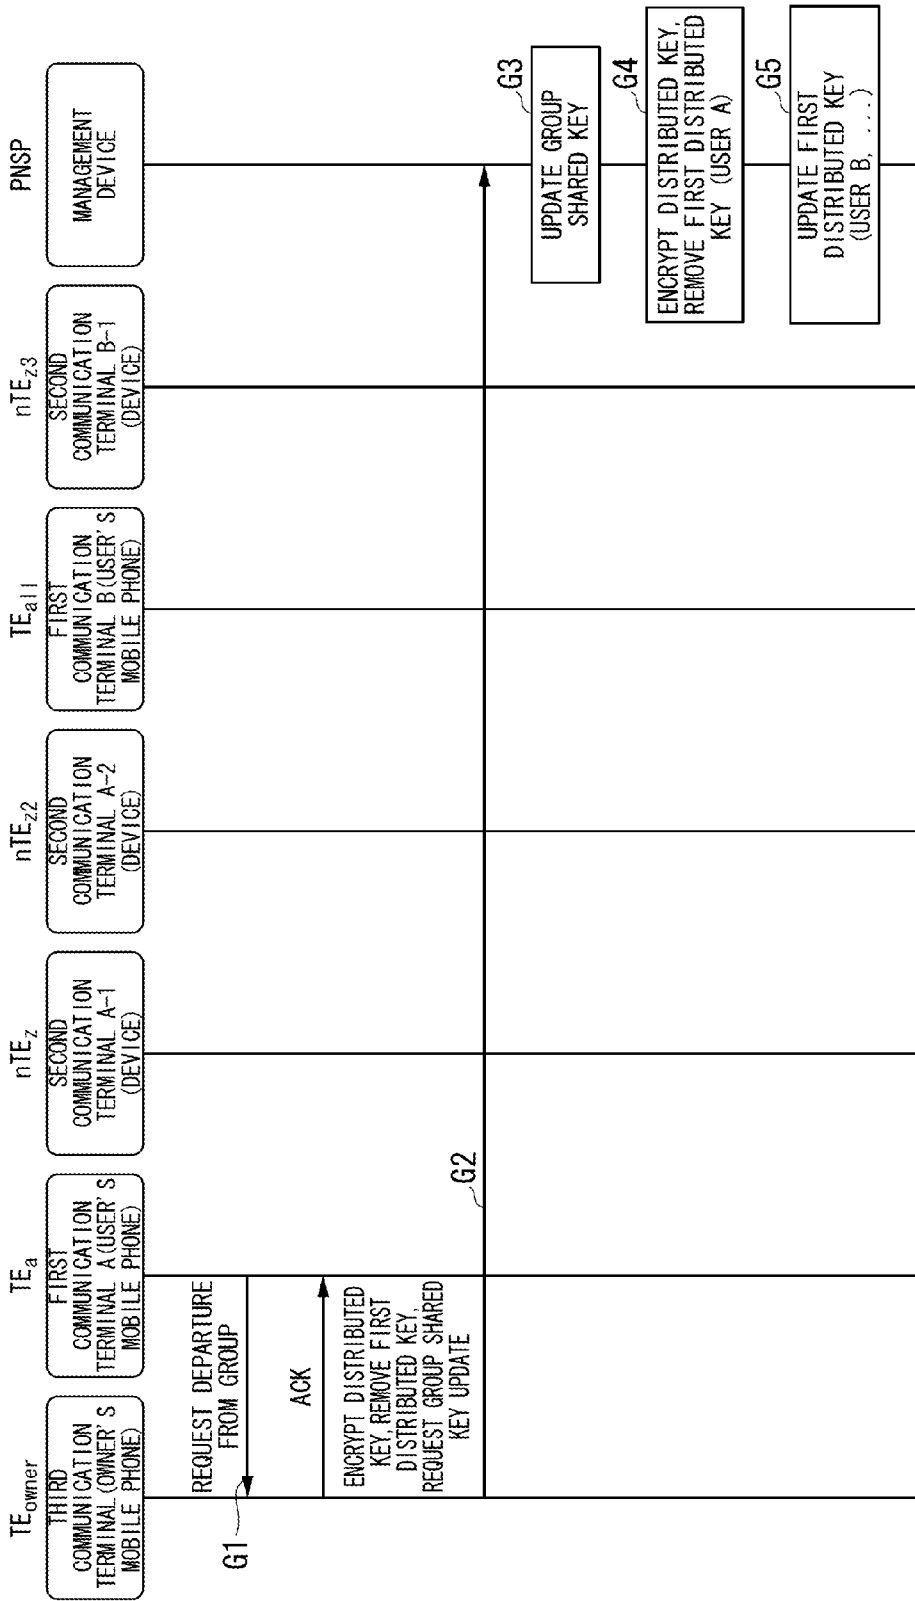 TEowner
THIRD
COMMUNICATION
TERMINAL(OWNER'S
MOBILE PHONE)
TEa
FIRST
COMMUNICATION
TERMINAL A(USER'S
MOBILE PHONE)
nTEz
SECOND
COMMUNICATION
TERMINAL A-1
(DEVICE)
nTEz2
SECOND
COMMUNICATION
TERMINAL A-2
(DEVICE)
TEall
FIRST
COMMUNICATION
TERMINAL B(USER'S
MOBILE PHONE)
nTEz3
SECOND
COMMUNICATION
TERMINAL B-1
(DEVICE)
PNSP
MANAGEMENT
DEVICE
REQUEST DEPARTURE
FROM GROUP
G1
ACK
ENCRYPT DISTRIBUTED
KEY, REMOVE FIRST
DISTRIBUTED KEY,
REQUEST GROUP SHARED
KEY UPDATE
G2
G3
UPDATE GROUP
SHARED KEY
G4
ENCRYPT DISTRIBUTED KEY,
REMOVE FIRST DISTRIBUTED
KEY (USER A)
G5
UPDATE FIRST
DISTRIBUTED KEY
(USER B, ....)